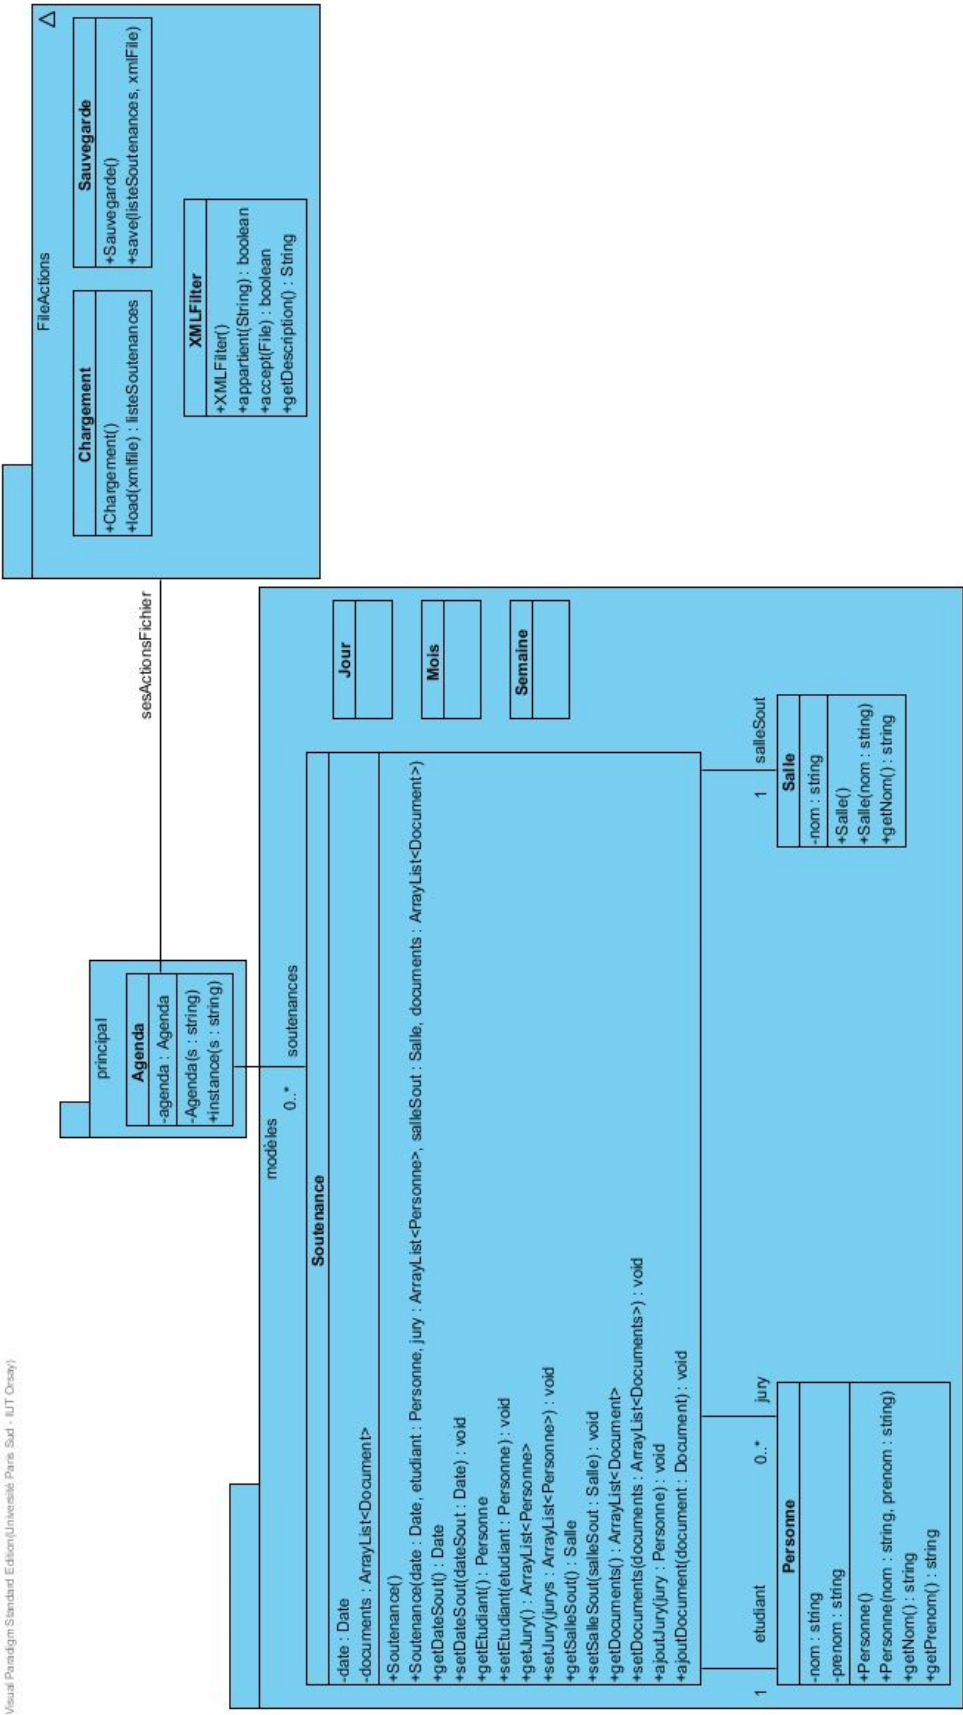 Visual Paradigm Standard Edition(Université Paris Sud - IUT Orsay)
principal
Agenda
-agenda : Agenda
-Agenda(s : string)
+instance(s : string)
sesActionsFichier
FileActions
Chargement
+Chargement()
+load(xmlfile) : listeSoutenances
Sauvegarde
+Sauvegarde()
+save(listeSoutenances, xmlFile)
XMLFilter
+XMLFilter()
+appartient(String) : boolean
+accept(File) : boolean
+getDescription() : String
modèles
0..*
soutenances
Soutenance
-date : Date
-documents : ArrayList<Document>
+Soutenance()
+Soutenance(date : Date, etudiant : Personne, jury : ArrayList<Personne>, salleSout : Salle, documents : ArrayList<Document>)
+getDateSout() : Date
+setDateSout(dateSout : Date) : void
+getEtudiant() : Personne
+setEtudiant(etudiant : Personne) : void
+getJury() : ArrayList<Personne>
+setJury(jurys : ArrayList<Personne>) : void
+getSalleSout() : Salle
+setSalleSout(salleSout : Salle) : void
+getDocuments() : ArrayList<Document>
+setDocuments(documents : ArrayList<Documents>) : void
+ajoutJury(jury : Personne) : void
+ajoutDocument(document : Document) : void
Jour
Mois
Semaine
1
etudiant
0..*
jury
1
salleSout
Personne
-nom : string
-prenom : string
+Personne()
+Personne(nom : string, prenom : string)
+getNom() : string
+getPrenom() : string
Salle
-nom : string
+Salle()
+Salle(nom : string)
+getNom() : string